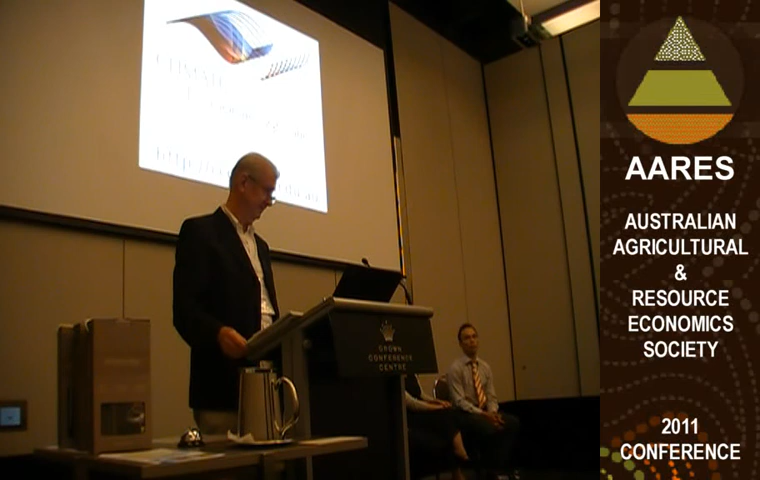 CROWN
CONFERENCE
CENTRE
AARES
AUSTRALIAN
AGRICULTURAL
&
RESOURCE
ECONOMICS
SOCIETY
2011
CONFERENCE